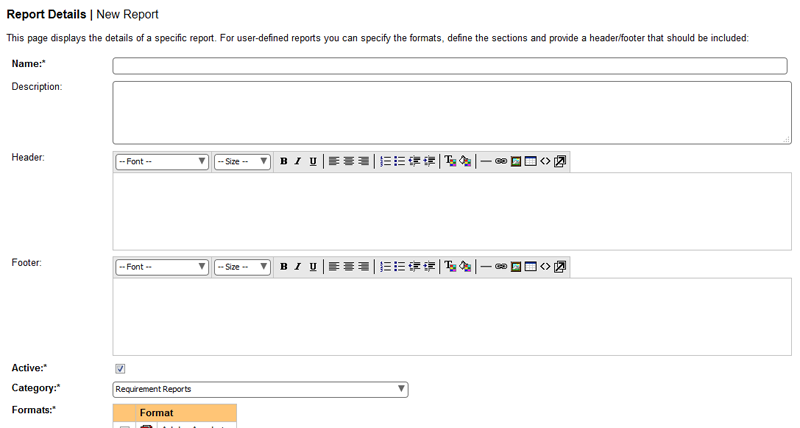 Report Details | New Report
This page displays the details of a specific report. For user-defined reports you can specify the formats, define the sections and provide a header/footer that should be included:
Name:*
Description:
Header:
-- Font -- -- Size -- B I U
Footer:
-- Font -- -- Size -- B I U
Active:*
Category:* Requirement Reports
Formats:* Format